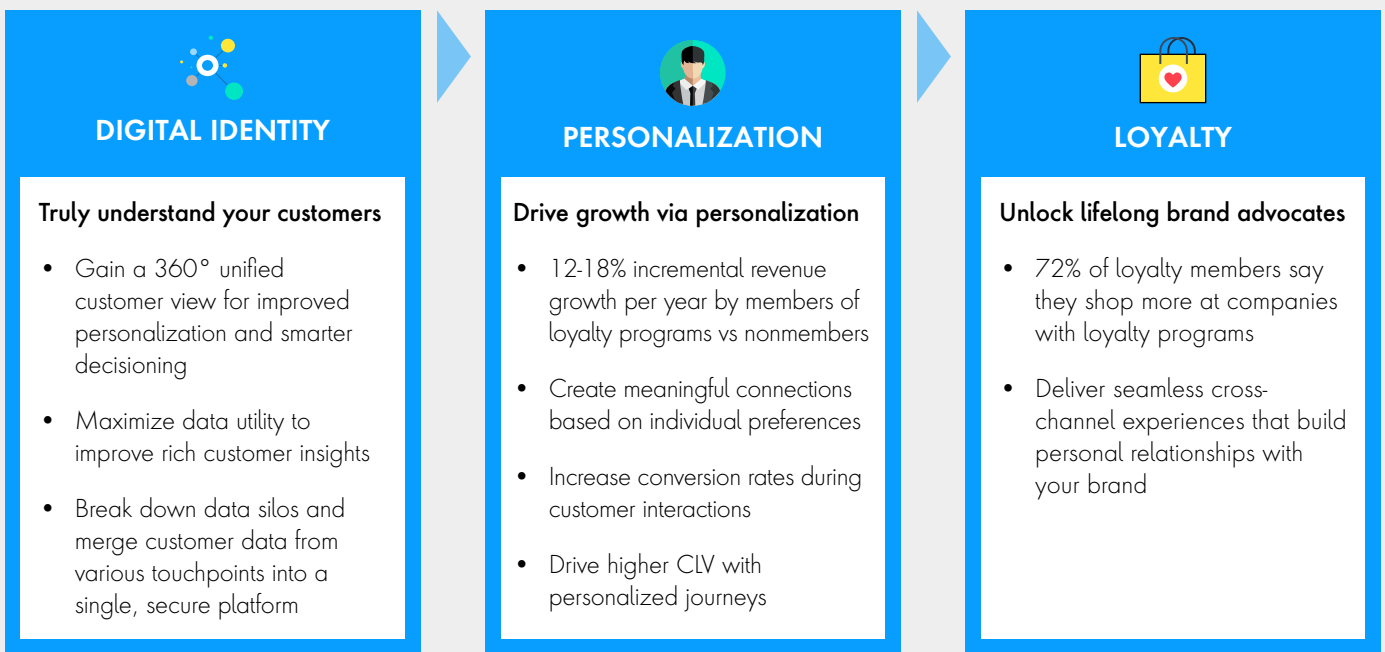 DIGITAL IDENTITY
Truly understand your customers
• Gain a 360° unified
customer view for improved
personalization and smarter
decisioning
• Maximize data utility to
improve rich customer insights
• Break down data silos and
merge customer data from
various touchpoints into a
single, secure platform
PERSONALIZATION
Drive growth via personalization
• 12-18% incremental revenue
growth per year by members of
loyalty programs vs nonmembers
• Create meaningful connections
based on individual preferences
• Increase conversion rates during
customer interactions
• Drive higher CLV with
personalized journeys
LOYALTY
Unlock lifelong brand advocates
• 72% of loyalty members say
they shop more at companies
with loyalty programs
• Deliver seamless cross-
channel experiences that build
personal relationships with
your brand